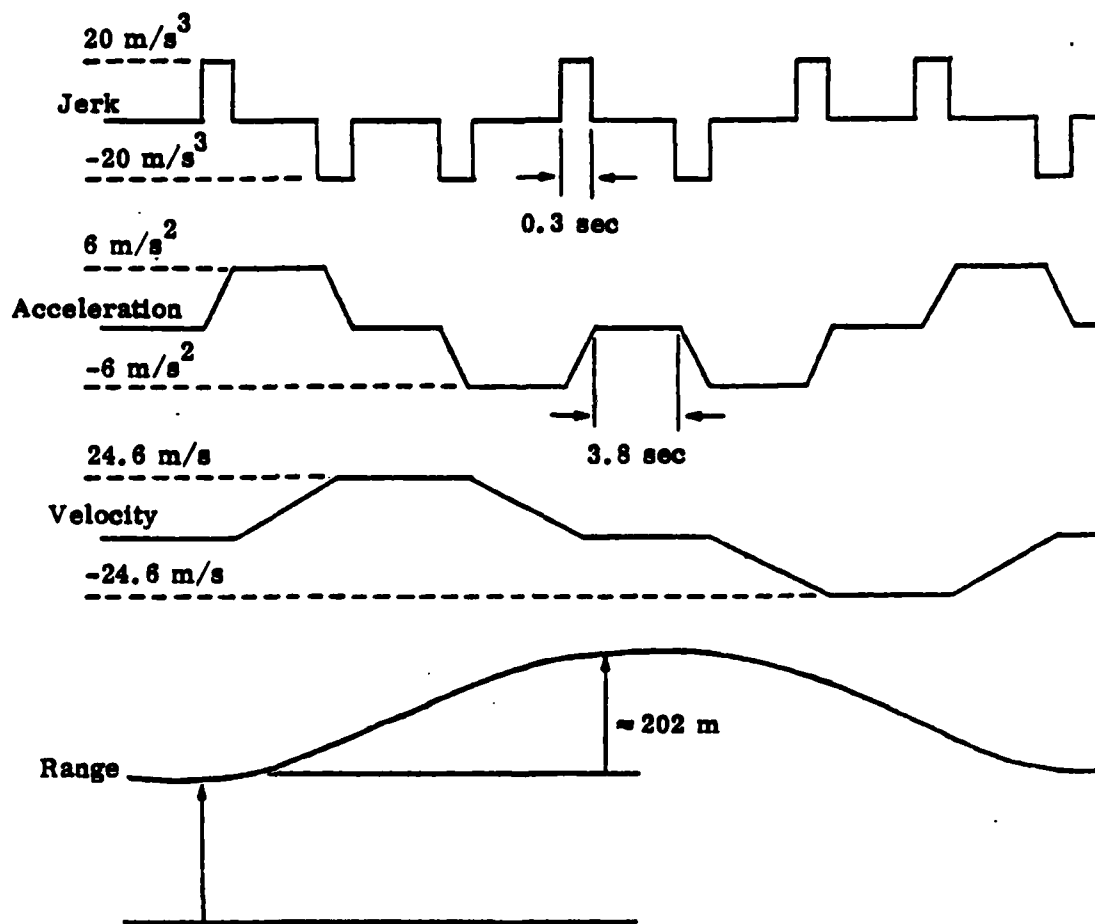 20 m/s³
Jerk
-20 m/s³
0.3 sec
6 m/s²
Acceleration
-6 m/s²
3.8 sec
24.6 m/s
Velocity
-24.6 m/s
≈ 202 m
Range